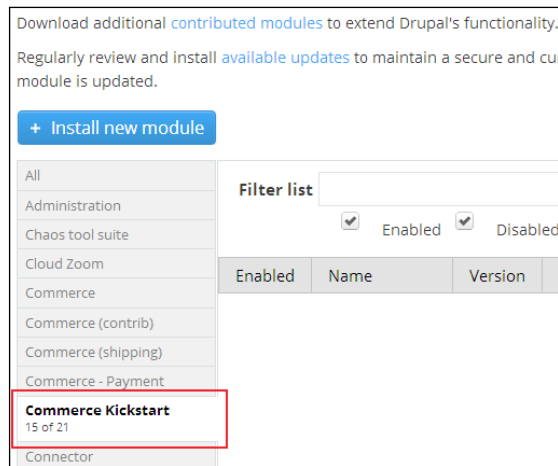 Download additional contributed modules to extend Drupal's functionality.
Regularly review and install available updates to maintain a secure and
module is updated.
+ Install new module
All
Administration
Chaos tool suite
Cloud Zoom
Commerce
Commerce (contrib)
Commerce (shipping)
Commerce - Payment
Commerce Kickstart
15 of 21
Connector
Filter list
Enabled
Disabled
Enabled Name Version